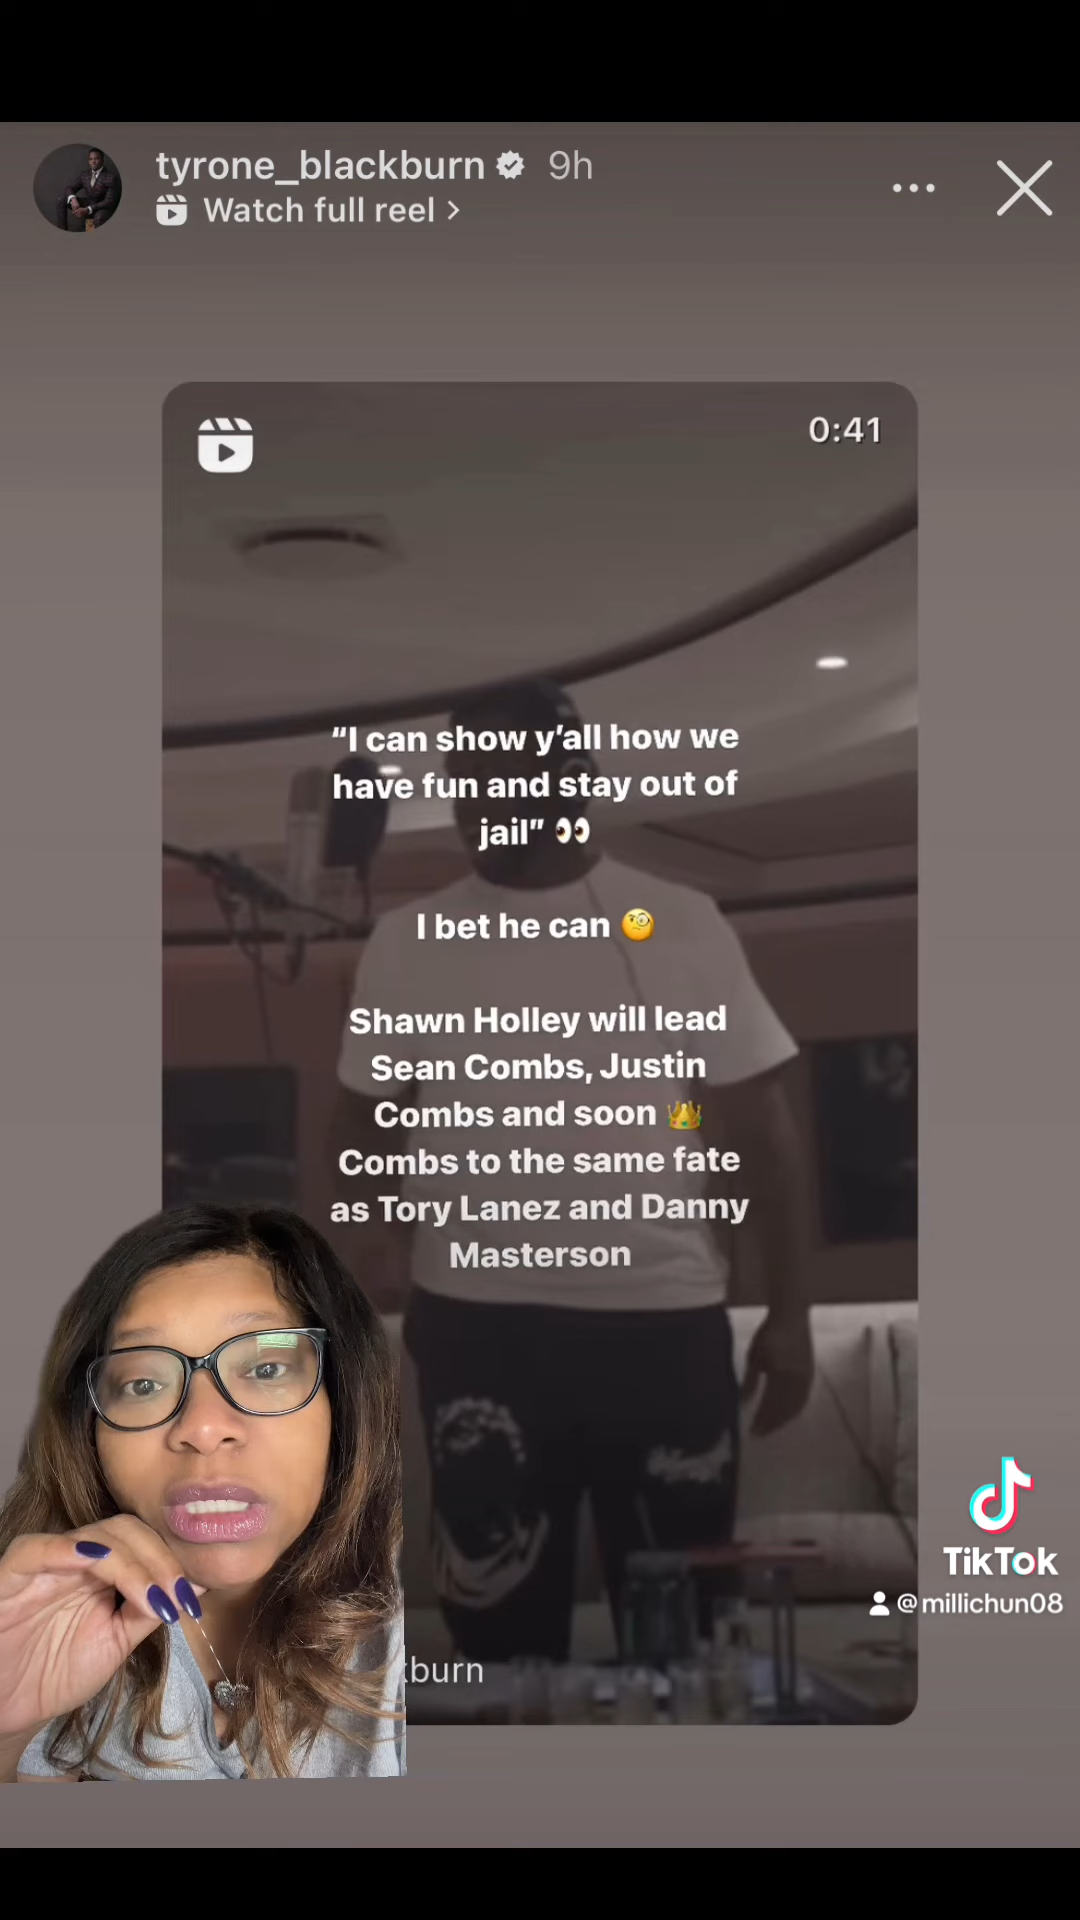 tyrone_blackburn 9h
Watch full reel >
0:41
“I can show y’all how we
have fun and stay out of
jail” 👀
I bet he can 🧐
Shawn Holley will lead
Sean Combs, Justin
Combs and soon 👑
Combs to the same fate
as Tory Lanez and Danny
Masterson
TikTok
@millichun08